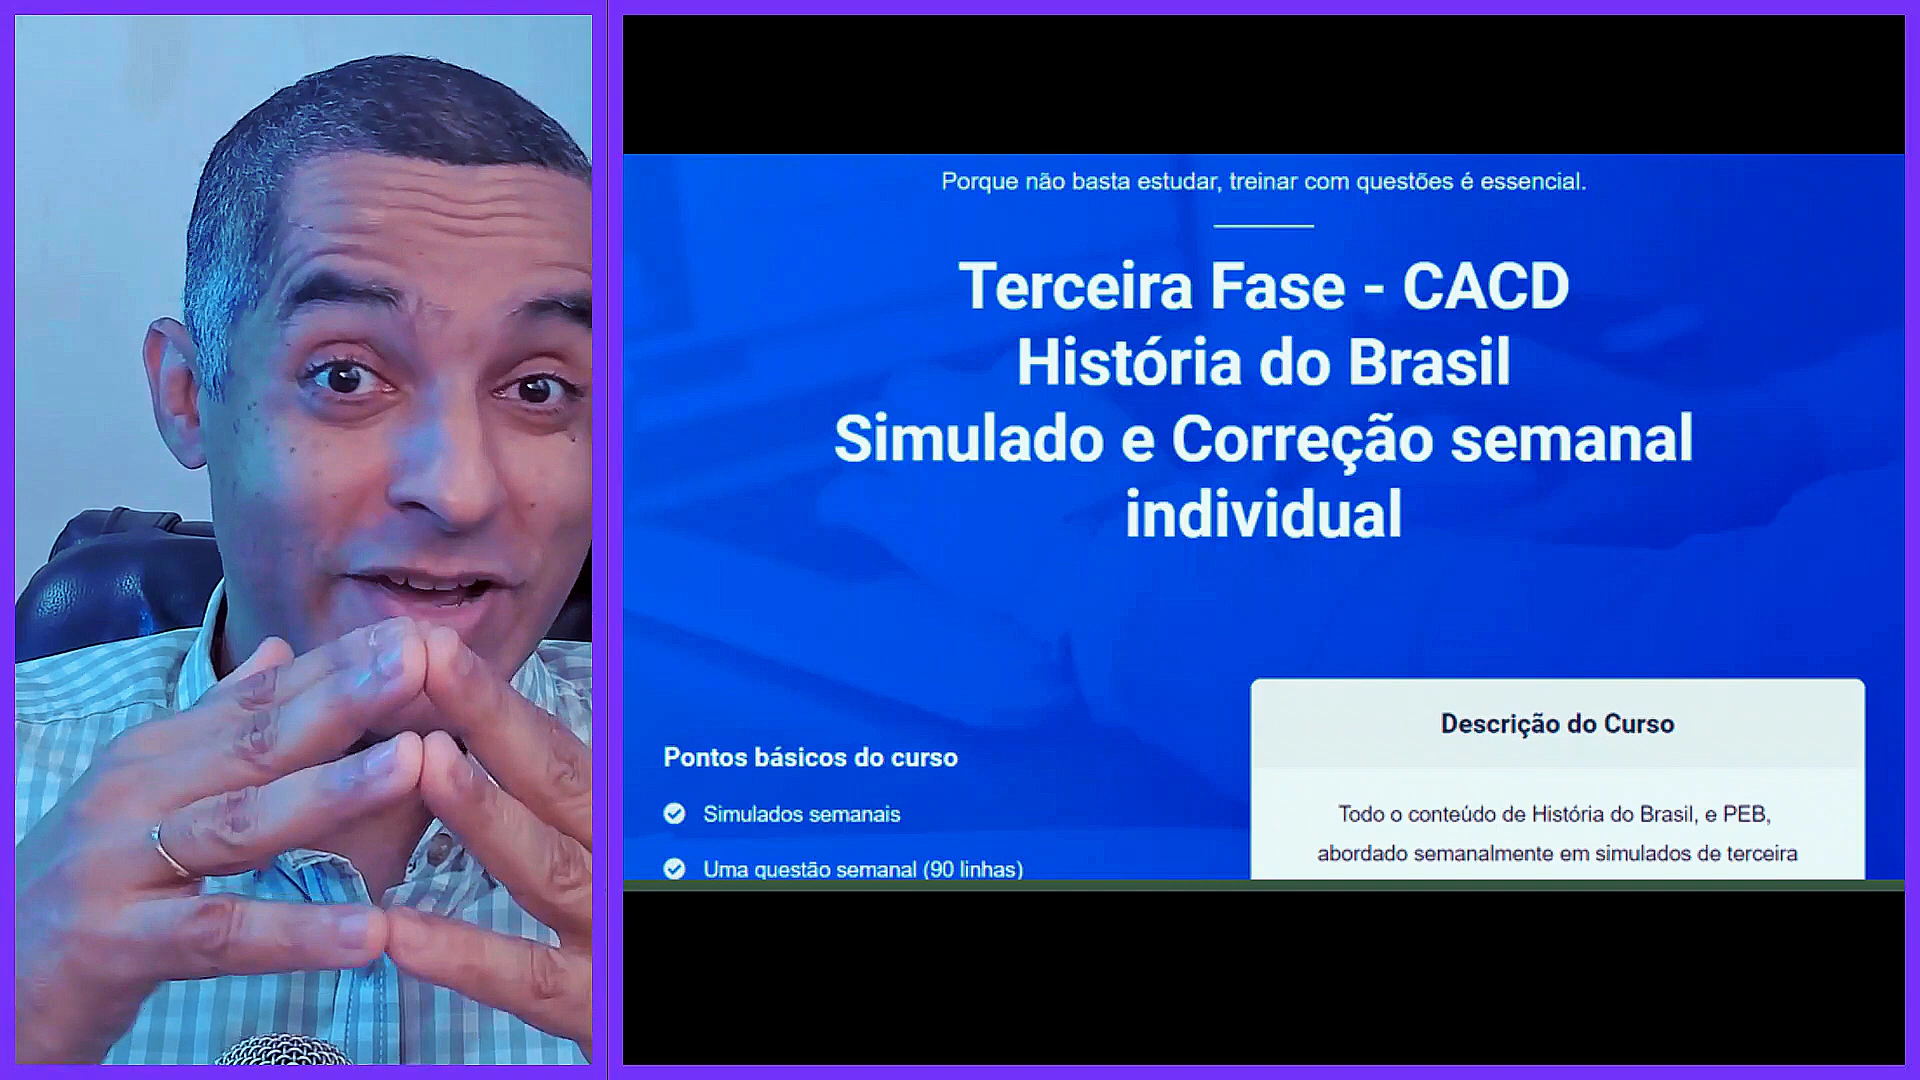 Porque não basta estudar, treinar com questões é essencial.
Terceira Fase - CACD
História do Brasil
Simulado e Correção semanal
individual
Pontos básicos do curso
Simulados semanais
Uma questão semanal (90 linhas)
Descrição do Curso
Todo o conteúdo de História do Brasil, e PEB,
abordado semanalmente em simulados de terceira